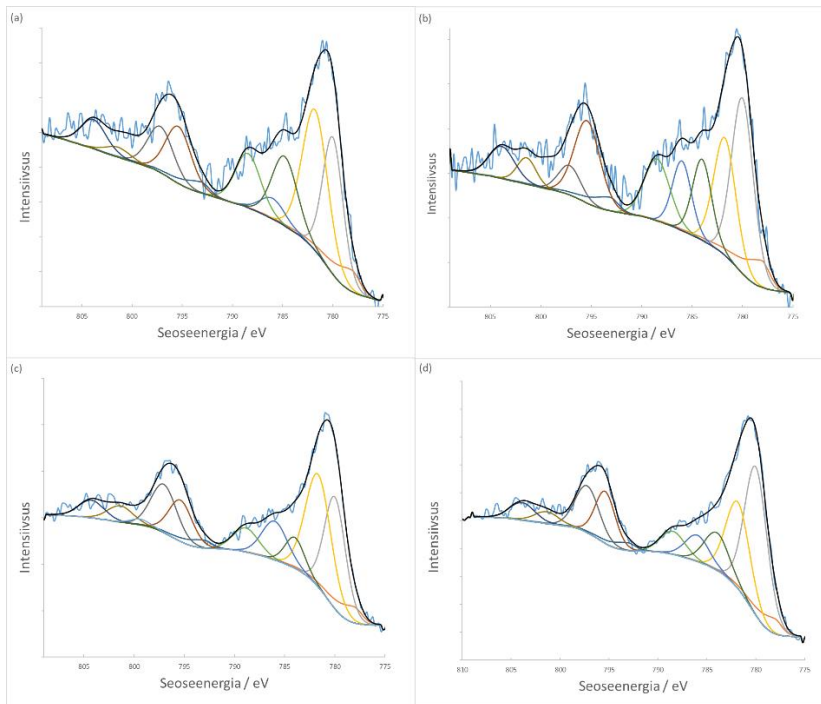 (a)
Intensiivsus
805 800 795 790 785 780 775
Seoseenergia / eV
(b)
Intensiivsus
805 800 795 790 785 780 775
Seoseenergia / eV
(c)
Intensiivsus
805 800 795 790 785 780 775
Seoseenergia / eV
(d)
Intensiivsus
810 805 800 795 790 785 780 775
Seoseenergia / eV